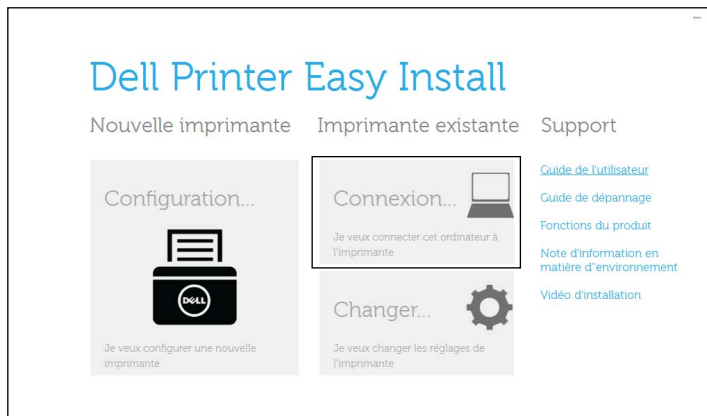 Dell Printer Easy Install
Nouvelle imprimante
Imprimante existante
Support
Configuration...
DELL
Je veux configurer une nouvelle
imprimante
Connexion...
Je veux connecter cet ordinateur à
l'imprimante
Changer...
Je veux changer les réglages de
l'imprimante
Guide de l'utilisateur
Guide de dépannage
Fonctions du produit
Note d'information en
matière d"environnement
Vidéo d'installation